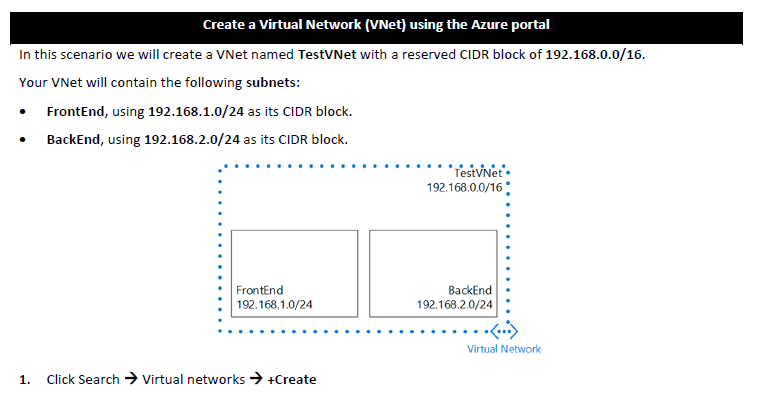 Create a Virtual Network (VNet) using the Azure portal
In this scenario we will create a VNet named TestVNet with a reserved CIDR block of 192.168.0.0/16.
Your VNet will contain the following subnets:
• FrontEnd, using 192.168.1.0/24 as its CIDR block.
• BackEnd, using 192.168.2.0/24 as its CIDR block.
TestVNet
192.168.0.0/16
FrontEnd
192.168.1.0/24
BackEnd
192.168.2.0/24
Virtual Network
1. Click Search → Virtual networks → +Create